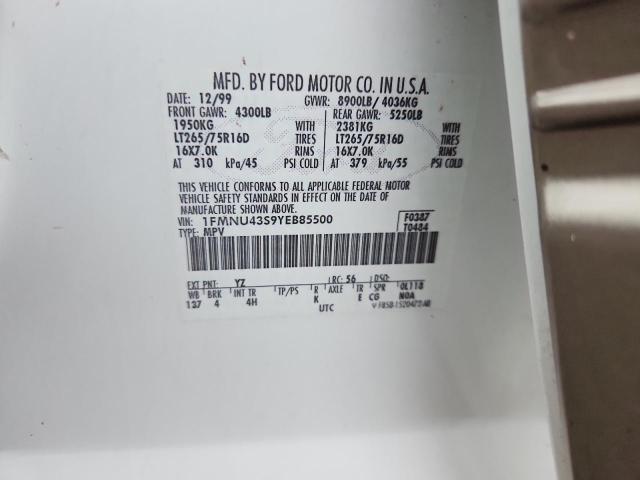 MFD. BY FORD MOTOR CO. IN U.S.A.
DATE: 12/99 GVWR: 8900LB/ 4036KG
FRONT GAWR: 4300LB REAR GAWR: 5250LB
1950KG WITH 2381KG WITH
LT265/75R16D TIRES LT265/75R16D TIRES
16X7.0K RIMS 16X7.0K RIMS
AT 310 kPa/45 PSI COLD AT 379 kPa/55 PSI COLD
THIS VEHICLE CONFORMS TO ALL APPLICABLE FEDERAL MOTOR
VEHICLE SAFETY STANDARDS IN EFFECT ON THE DATE OF
MANUFACTURE SHOWN ABOVE.
VIN: 1FMNU43S9YEB85500 F0387
TYPE: MPV T0484
EXT PNT: YZ RC: 56 DSO:
WB BRK INT TR TP/PS R AXLE TR SPR 0L118
137 4 4H K E CG N0A
UTC